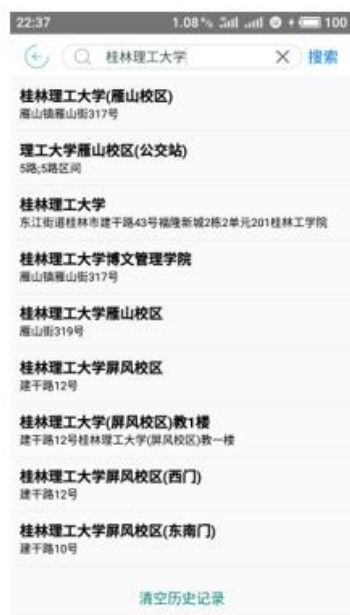 22:37
1.08 100
桂林理工大学 搜索
桂林理工大学(雁山校区)
雁山镇雁山街317号
理工大学雁山校区(公交站)
5路;5路区间
桂林理工大学
东江街道桂林市建干路43号福隆新城2栋2单元201桂林工学院
桂林理工大学博文管理学院
雁山镇雁山街317号
桂林理工大学雁山校区
雁山街319号
桂林理工大学屏风校区
建干路12号
桂林理工大学(屏风校区)教1楼
建干路12号桂林理工大学(屏风校区)教一楼
桂林理工大学屏风校区(西门)
建干路12号
桂林理工大学屏风校区(东南门)
建干路10号
清空历史记录